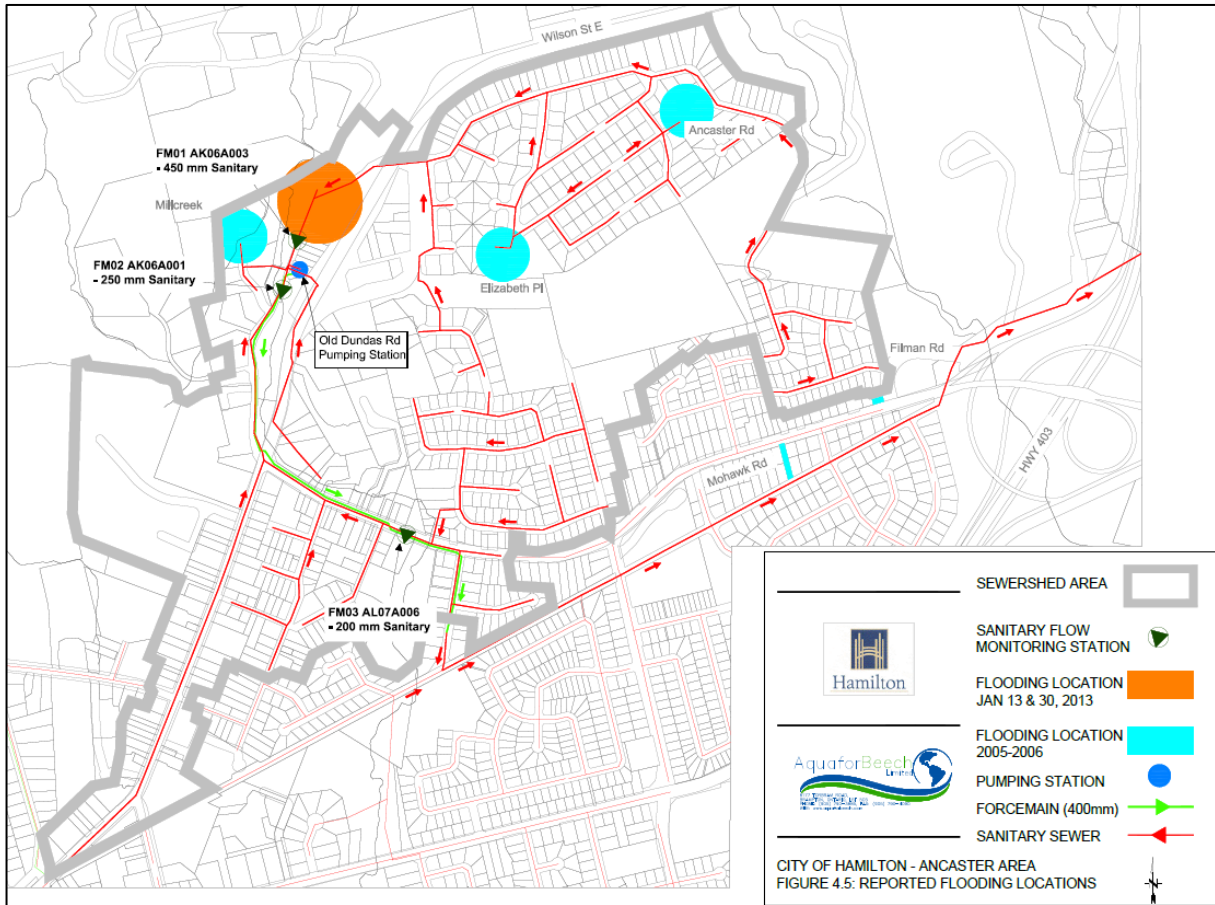 Wilson St E
FM01 AK06A003
- 450 mm Sanitary
Ancaster Rd
Millcreek
FM02 AK06A001
- 250 mm Sanitary
Elizabeth Pl
Old Dundas Rd
Pumping Station
Filman Rd
HWY 403
Mohawk Rd
FM03 AL07A006
- 200 mm Sanitary
SEWERSHED AREA
SANITARY FLOW
MONITORING STATION
Hamilton
FLOODING LOCATION
JAN 13 & 30, 2013
FLOODING LOCATION
2005-2006
AquaforBeech
Limited
PUMPING STATION
FORCEMAIN (400mm)
SANITARY SEWER
CITY OF HAMILTON - ANCASTER AREA
FIGURE 4.5: REPORTED FLOODING LOCATIONS
N